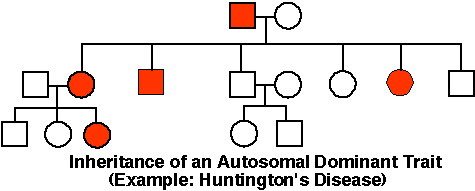 Inheritance of an Autosomal Dominant Trait
(Example: Huntington's Disease)